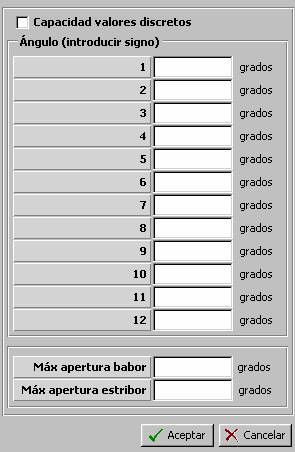 Capacidad valores discretos
Ángulo (introducir signo)
1 grados
2 grados
3 grados
4 grados
5 grados
6 grados
7 grados
8 grados
9 grados
10 grados
11 grados
12 grados
Máx apertura babor grados
Máx apertura estribor grados
Aceptar Cancelar